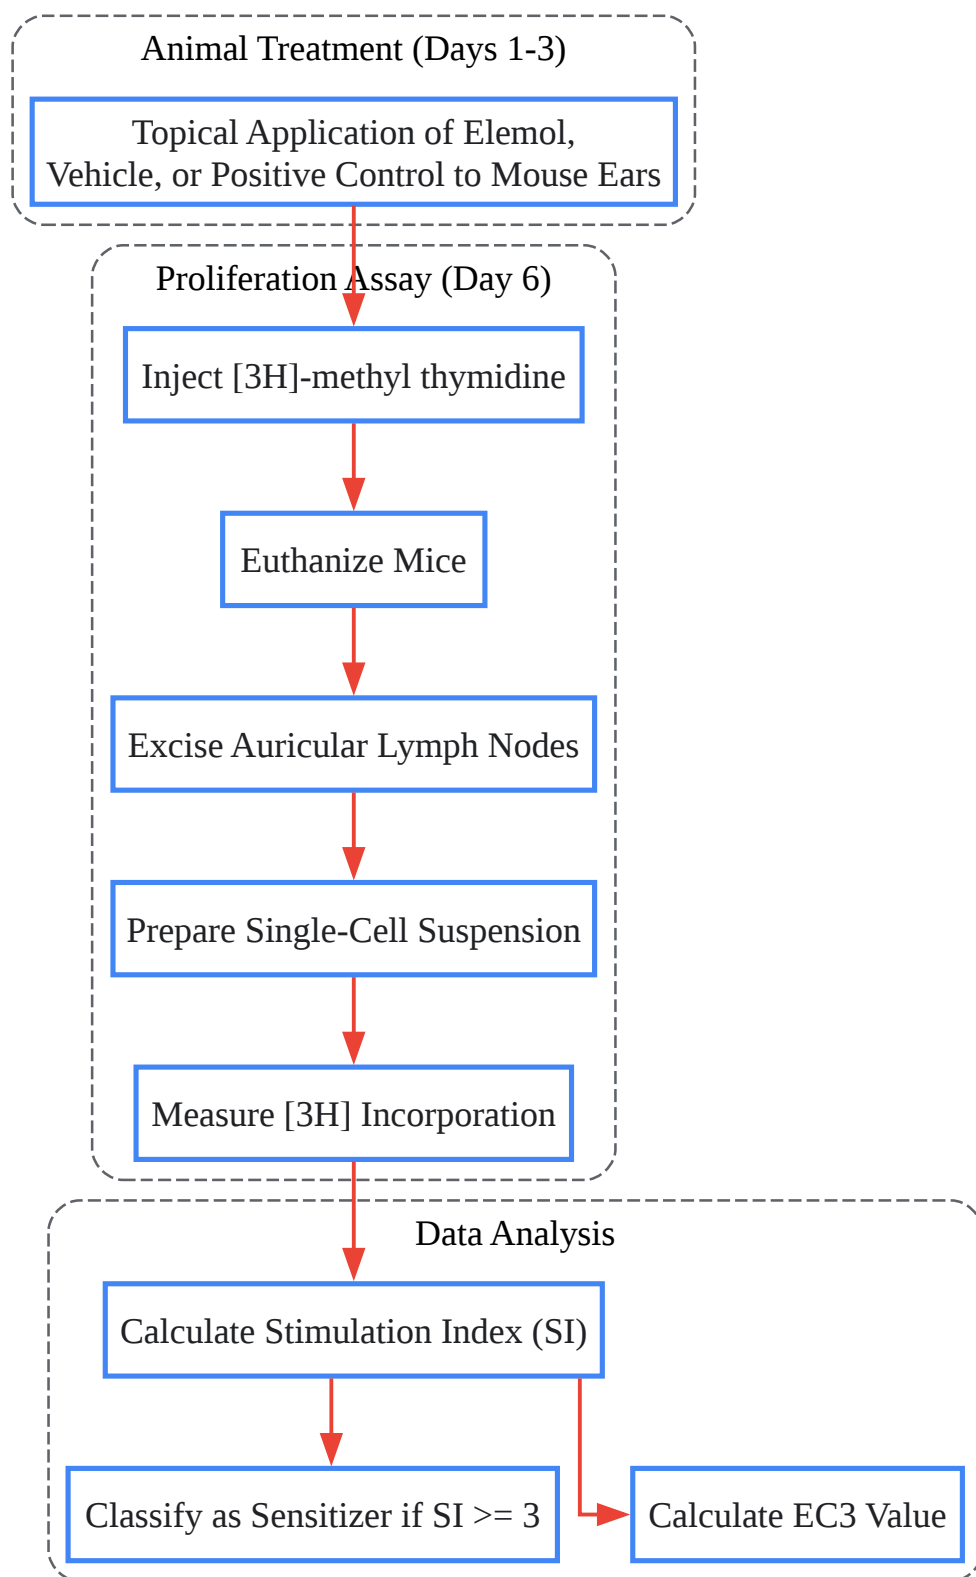 Animal Treatment (Days 1-3)
Topical Application of Elemol,
Vehicle, or Positive Control to Mouse Ears
Proliferation Assay (Day 6)
Inject [3H]-methyl thymidine
Euthanize Mice
Excise Auricular Lymph Nodes
Prepare Single-Cell Suspension
Measure [3H] Incorporation
Data Analysis
Calculate Stimulation Index (SI)
Classify as Sensitizer if SI >= 3
Calculate EC3 Value